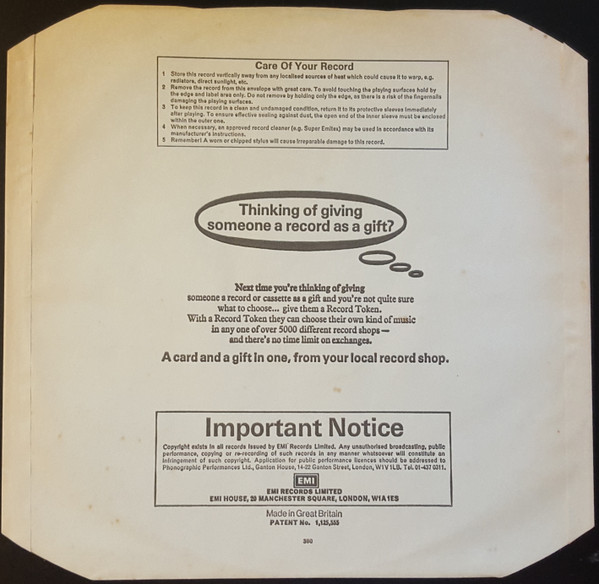 Care Of Your Record
1 Store this record vertically away from any localised sources of heat which could cause it to warp, e.g.
radiators, direct sunlight, etc.
2 Remove the record from this envelope with great care. To avoid touching the playing surfaces hold by
the edge and label area only. Do not remove by holding only the edge, as there is a risk of the fingernails
damaging the playing surfaces.
3 To keep this record in a clean and undamaged condition, return it to its protective sleeves immediately
after playing. To ensure effective sealing against dust, the open end of the inner sleeve must be enclosed
within the outer one.
4 When necessary, an approved record cleaner (e.g. Super Emitex) may be used in accordance with its
manufacturer's instructions.
5 Remember! A worn or chipped stylus will cause irreparable damage to this record.
Thinking of giving
someone a record as a gift?
Next time you're thinking of giving
someone a record or cassette as a gift and you're not quite sure
what to choose... give them a Record Token.
With a Record Token they can choose their own kind of music
in any one of over 5000 different record shops —
and there's no time limit on exchanges.
A card and a gift in one, from your local record shop.
Important Notice
Copyright exists in all records issued by EMI Records Limited. Any unauthorised broadcasting, public
performance, copying or re-recording of such records in any manner whatsoever will constitute an
infringement of such copyright. Application for public performance licences should be addressed to
Phonographic Performances Ltd., Ganton House, 14-22 Ganton Street, London, W1V 1LB. Tel. 01-437 0311.
EMI
EMI RECORDS LIMITED
EMI HOUSE, 20 MANCHESTER SQUARE, LONDON, W1A 1ES
Made in Great Britain
PATENT No. 1,125,555